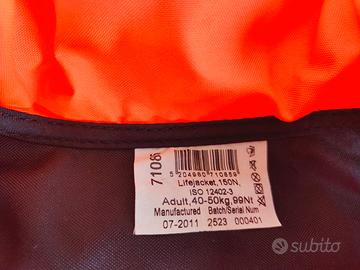 7106
5 204980 710859
Lifejacket, 150N,
ISO 12402-3
Adult, 40-50kg, 99Nt
Manufactured Batch/Serial Num
07-2011 2523 000401
subito